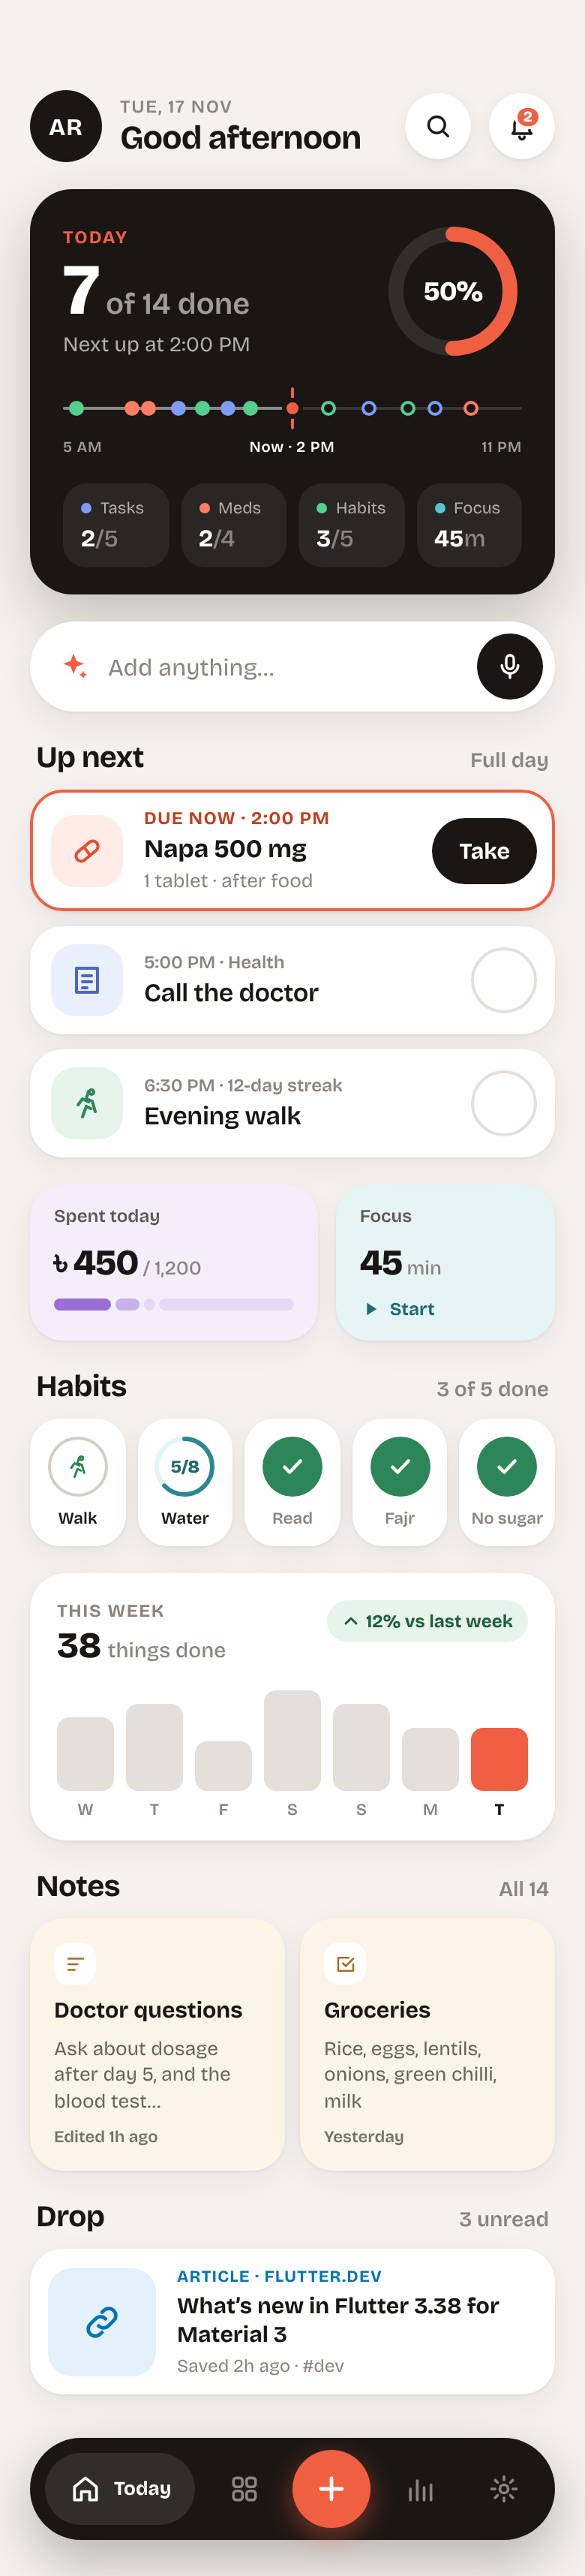 AR
TUE, 17 NOV
Good afternoon
2
TODAY
7 of 14 done
50%
Next up at 2:00 PM
5 AM
Now · 2 PM
11 PM
Tasks
2/5
Meds
2/4
Habits
3/5
Focus
45m
Add anything...
Up next
Full day
DUE NOW · 2:00 PM
Napa 500 mg
1 tablet · after food
Take
5:00 PM · Health
Call the doctor
6:30 PM · 12-day streak
Evening walk
Spent today
৳ 450 / 1,200
Focus
45 min
Start
Habits
3 of 5 done
Walk
5/8
Water
Read
Fajr
No sugar
THIS WEEK
38 things done
12% vs last week
W
T
F
S
S
M
T
Notes
All 14
Doctor questions
Ask about dosage
after day 5, and the
blood test...
Edited 1h ago
Groceries
Rice, eggs, lentils,
onions, green chilli,
milk
Yesterday
Drop
3 unread
ARTICLE · FLUTTER.DEV
What's new in Flutter 3.38 for
Material 3
Saved 2h ago · #dev
Today